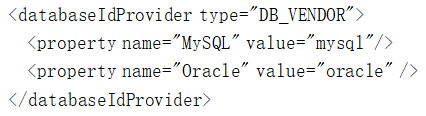 <databaseIdProvider type="DB_VENDOR">
  <property name="MySQL" value="mysql"/>
  <property name="Oracle" value="oracle" />
</databaseIdProvider>